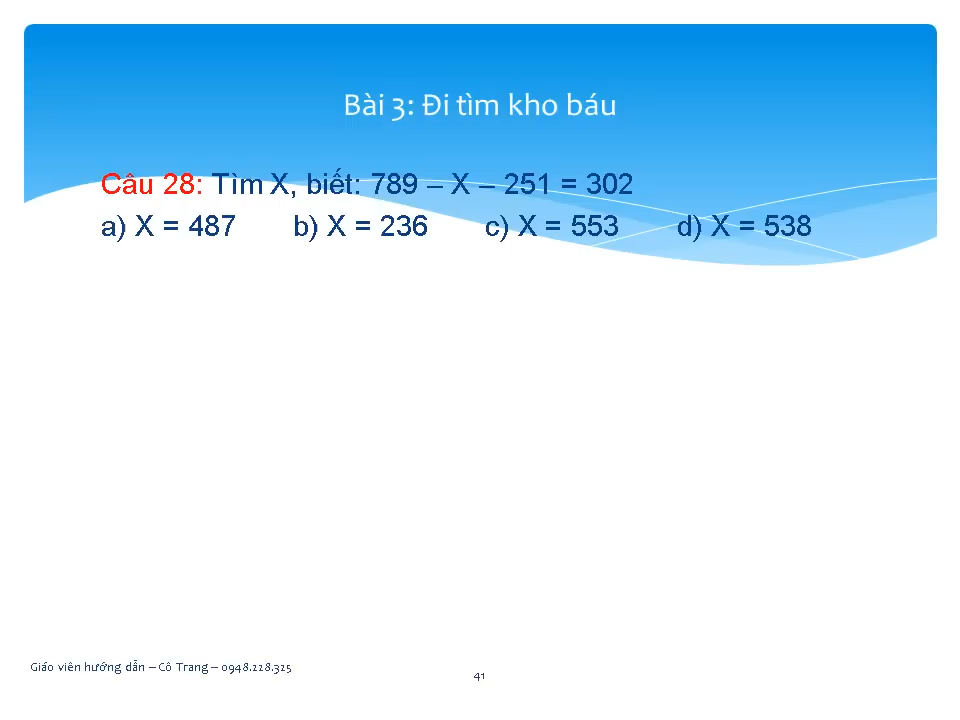 Bài 3: Đi tìm kho báu
Câu 28: Tìm X, biết: 789 – X – 251 = 302
a) X = 487 b) X = 236 c) X = 553 d) X = 538
Giáo viên hướng dẫn – Cô Trang – 0948.228.325
41